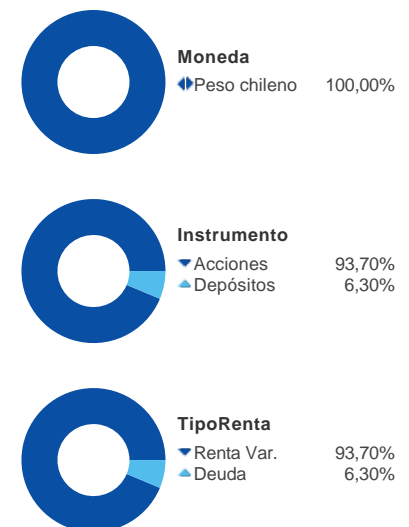 Moneda
Peso chileno 100,00%
Instrumento
Acciones 93,70%
Depósitos 6,30%
TipoRenta
Renta Var. 93,70%
Deuda 6,30%